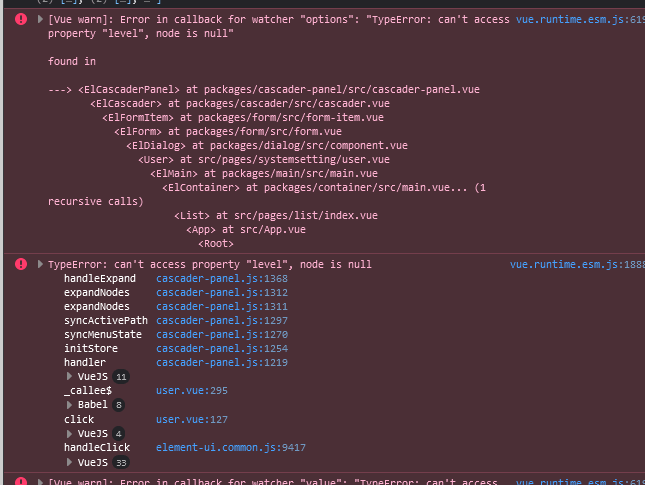 [Vue warn]: Error in callback for watcher "options": "TypeError: can't access vue.runtime.esm.js:619
property "level", node is null"
found in
---> <ElCascaderPanel> at packages/cascader-panel/src/cascader-panel.vue
<ElCascader> at packages/cascader/src/cascader.vue
<ElFormItem> at packages/form/src/form-item.vue
<ElForm> at packages/form/src/form.vue
<ElDialog> at packages/dialog/src/component.vue
<User> at src/pages/systemsetting/user.vue
<ElMain> at packages/main/src/main.vue
<ElContainer> at packages/container/src/main.vue... (1
recursive calls)
<List> at src/pages/list/index.vue
<App> at src/App.vue
<Root>
TypeError: can't access property "level", node is null vue.runtime.esm.js:1888
handleExpand cascader-panel.js:1368
expandNodes cascader-panel.js:1312
expandNodes cascader-panel.js:1311
syncActivePath cascader-panel.js:1297
syncMenuState cascader-panel.js:1270
initStore cascader-panel.js:1254
handler cascader-panel.js:1219
VueJS 11
_callee$ user.vue:295
Babel 8
click user.vue:127
VueJS 4
handleClick element-ui.common.js:9417
VueJS 33
[Vue warn]: Error in callback for watcher "value": "TypeError: can't access vue.runtime.esm.js:619